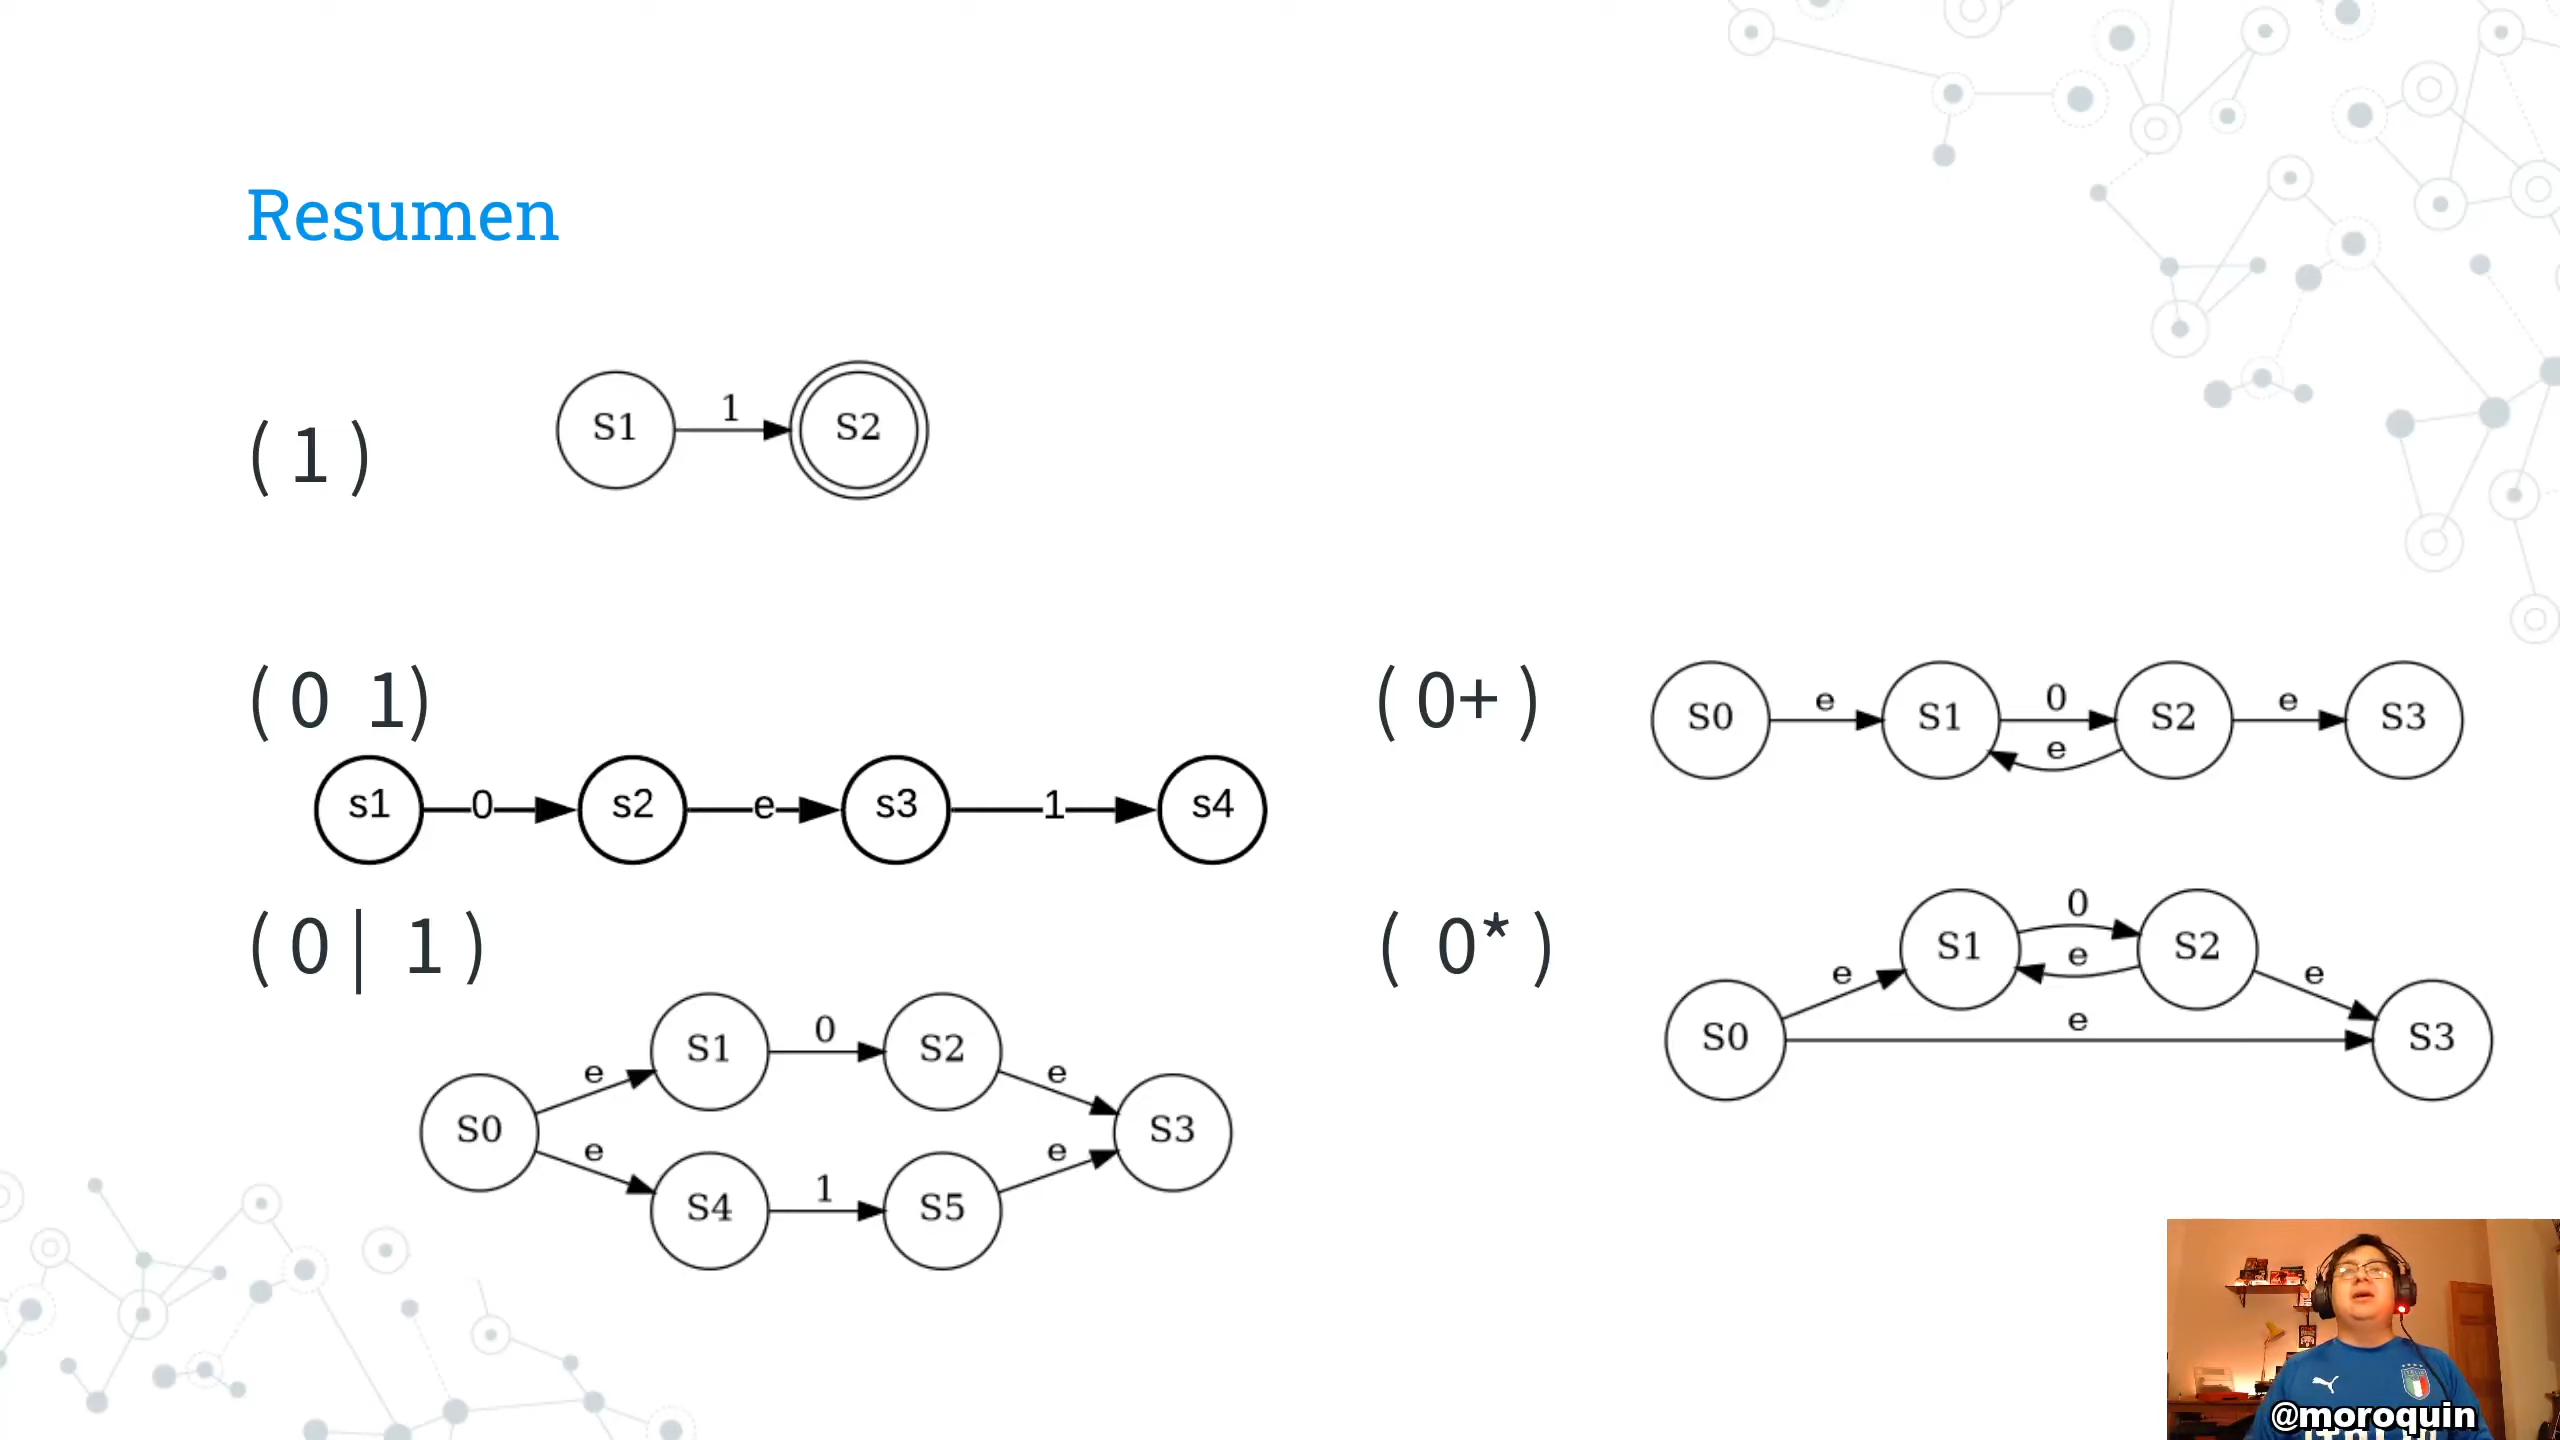 Resumen
( 1 )
S1 1 S2
( 0 1)
s1 0 s2 e s3 1 s4
( 0 | 1 )
S0 e S1 0 S2 e S3
e S4 1 S5 e
( 0+ )
S0 e S1 0 S2 e S3
e
( 0* )
S0 e S1 0 S2 e S3
e
e
@moroquin
ITALIA